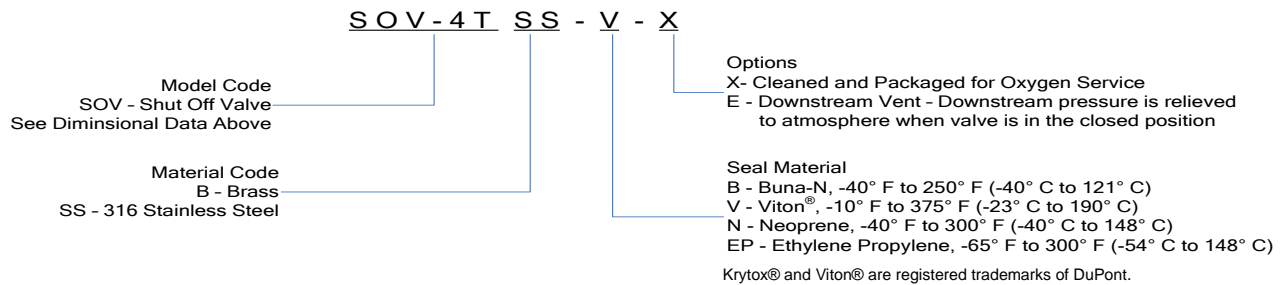 SOV-4T SS - V - X
Model Code
SOV - Shut Off Valve
See Diminsional Data Above
Material Code
B - Brass
SS - 316 Stainless Steel
Options
X- Cleaned and Packaged for Oxygen Service
E - Downstream Vent - Downstream pressure is relieved
to atmosphere when valve is in the closed position
Seal Material
B - Buna-N, -40° F to 250° F (-40° C to 121° C)
V - Viton®, -10° F to 375° F (-23° C to 190° C)
N - Neoprene, -40° F to 300° F (-40° C to 148° C)
EP - Ethylene Propylene, -65° F to 300° F (-54° C to 148° C)
Krytox® and Viton® are registered trademarks of DuPont.